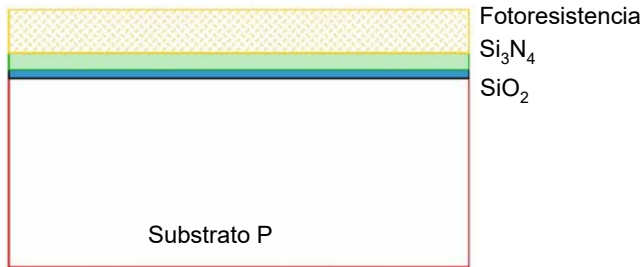 Fotoresistencia
Si₃N₄
SiO₂
Substrato P